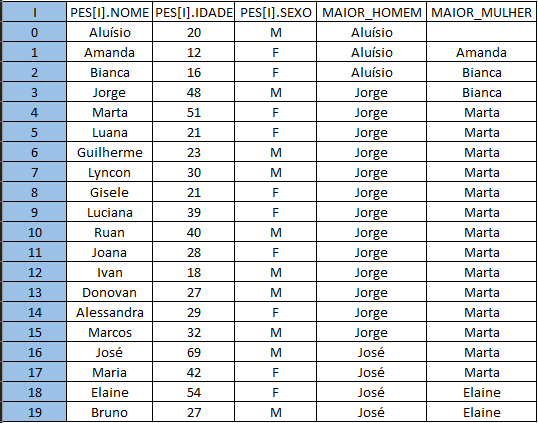 I PES[I].NOME PES[I].IDADE PES[I].SEXO MAIOR_HOMEM MAIOR_MULHER
0 Aluísio 20 M Aluísio
1 Amanda 12 F Aluísio Amanda
2 Bianca 16 F Aluísio Bianca
3 Jorge 48 M Jorge Bianca
4 Marta 51 F Jorge Marta
5 Luana 21 F Jorge Marta
6 Guilherme 23 M Jorge Marta
7 Lyncon 30 M Jorge Marta
8 Gisele 21 F Jorge Marta
9 Luciana 39 F Jorge Marta
10 Ruan 40 M Jorge Marta
11 Joana 28 F Jorge Marta
12 Ivan 18 M Jorge Marta
13 Donovan 27 M Jorge Marta
14 Alessandra 29 F Jorge Marta
15 Marcos 32 M Jorge Marta
16 José 69 M José Marta
17 Maria 42 F José Marta
18 Elaine 54 F José Elaine
19 Bruno 27 M José Elaine